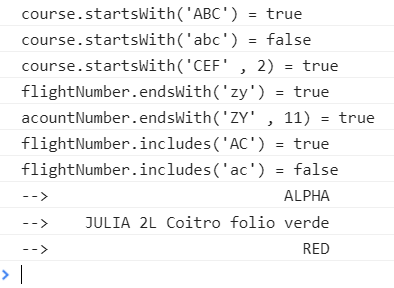 course.startsWith('ABC') = true
course.startsWith('abc') = false
course.startsWith('CEF' , 2) = true
flightNumber.endsWith('zy') = true
acountNumber.endsWith('ZY' , 11) = true
flightNumber.includes('AC') = true
flightNumber.includes('ac') = false
-->                          ALPHA
-->    JULIA 2L Coitro folio verde
-->                            RED
>